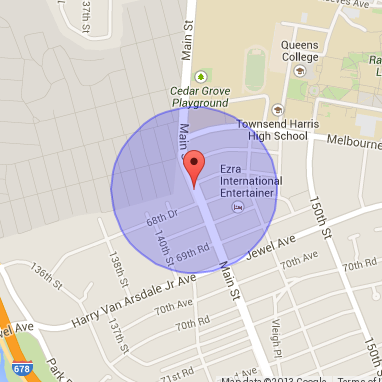 137th St
Main St
Reeves Ave
Queens
College
Cedar Grove
Playground
Townsend Harris
High School
Melbourne
Main S
Ezra
International
Entertainer
150th St
68th Dr
140th St
69th Rd
Jewel Ave
138th St
136th St
Main St
Harry Van Arsdale Jr Ave
70th Ave
70th Rd
70th Ave
150th St
678
Jewel Ave
137th St
Vleigh Pl
Park
71st Rd
70th
Map data ©2013 Google
Terms of